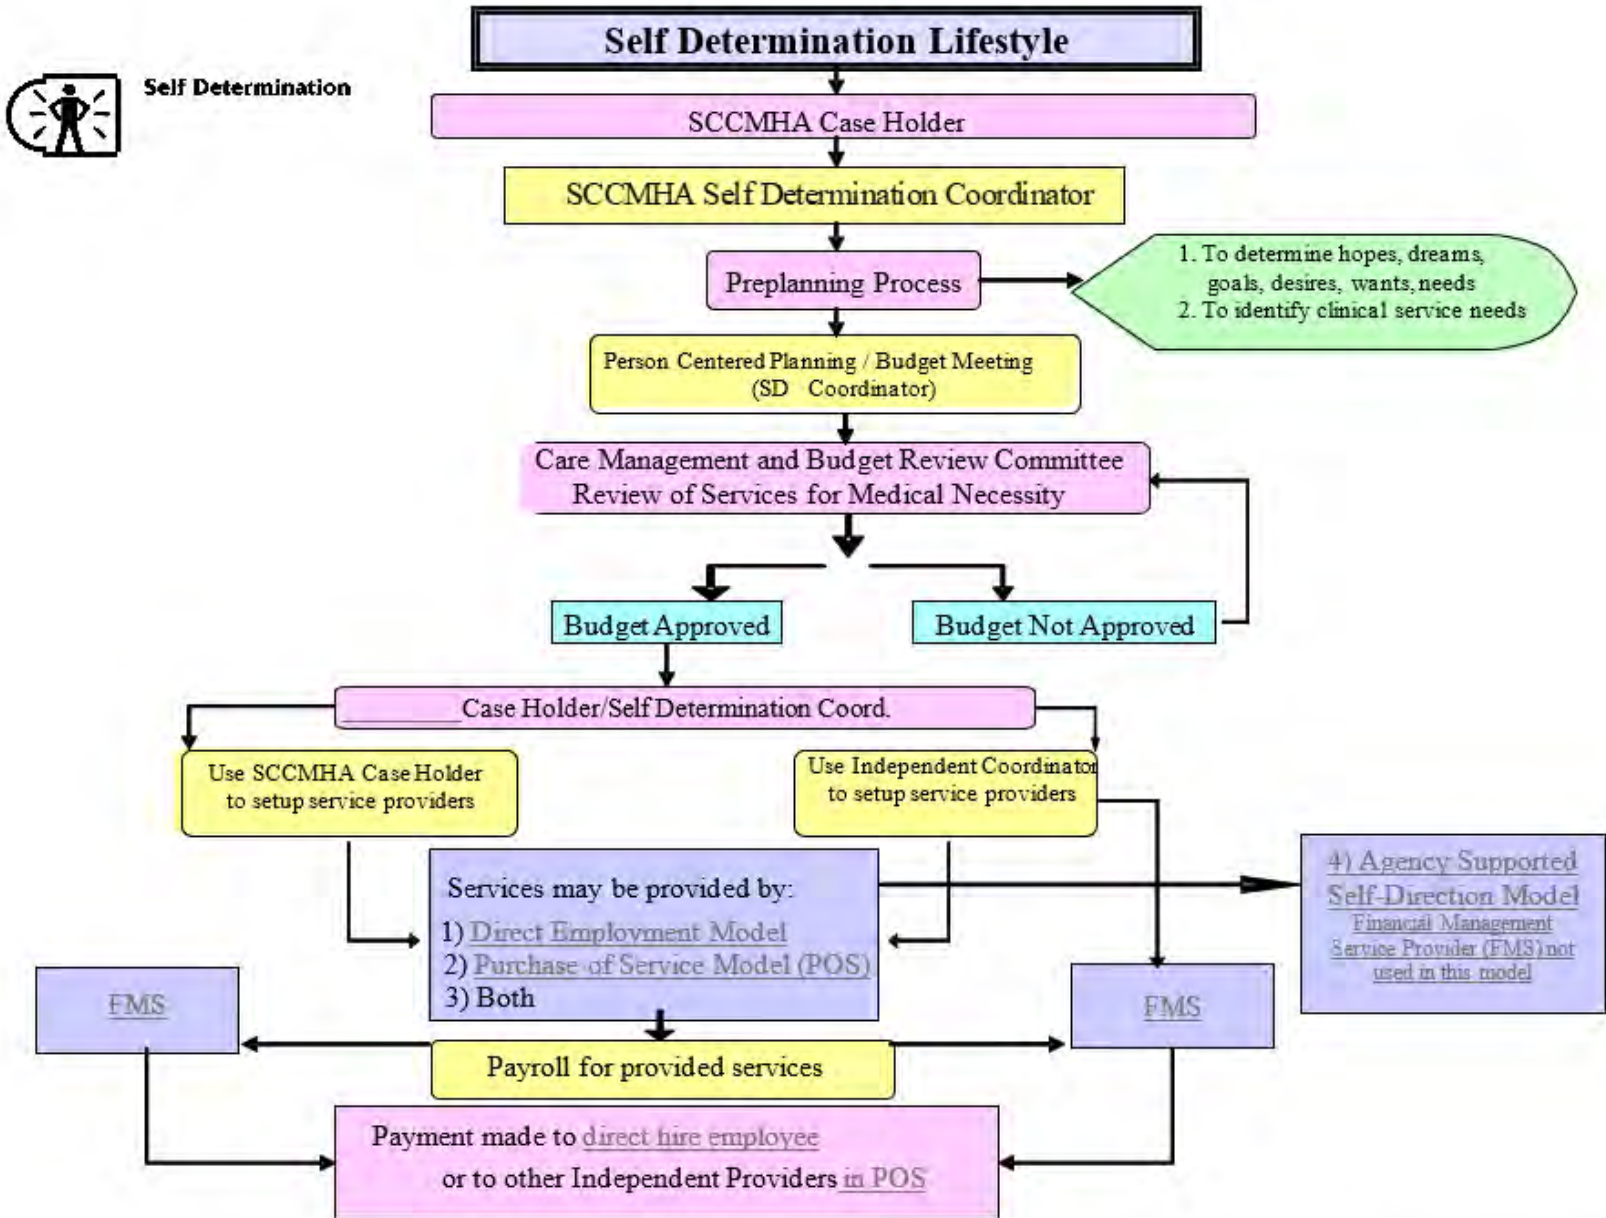 Self Determination Lifestyle
Self Determination
SCCMHA Case Holder
SCCMHA Self Determination Coordinator
Preplanning Process
1. To determine hopes, dreams,
goals, desires, wants, needs
2. To identify clinical service needs
Person Centered Planning / Budget Meeting
(SD Coordinator)
Care Management and Budget Review Committee
Review of Services for Medical Necessity
Budget Approved
Budget Not Approved
Case Holder/Self Determination Coord.
Use SCCMHA Case Holder
to setup service providers
Use Independent Coordinator
to setup service providers
Services may be provided by:
1) Direct Employment Model
2) Purchase of Service Model (POS)
3) Both
4) Agency Supported
Self-Direction Model
Financial Management
Service Provider (FMS) not
used in this model
FMS
FMS
Payroll for provided services
Payment made to direct hire employee
or to other Independent Providers in POS